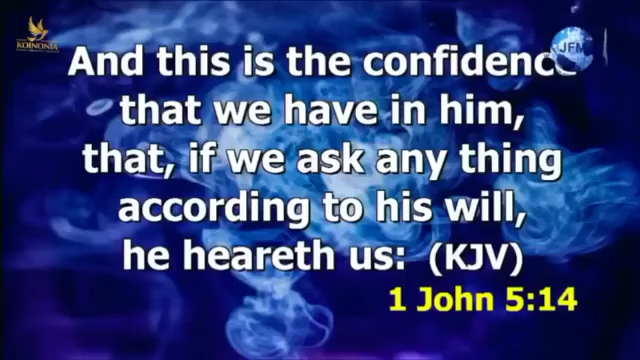 KOINONIA
JFM
And this is the confidence
that we have in him,
that, if we ask any thing
according to his will,
he heareth us: (KJV)
1 John 5:14